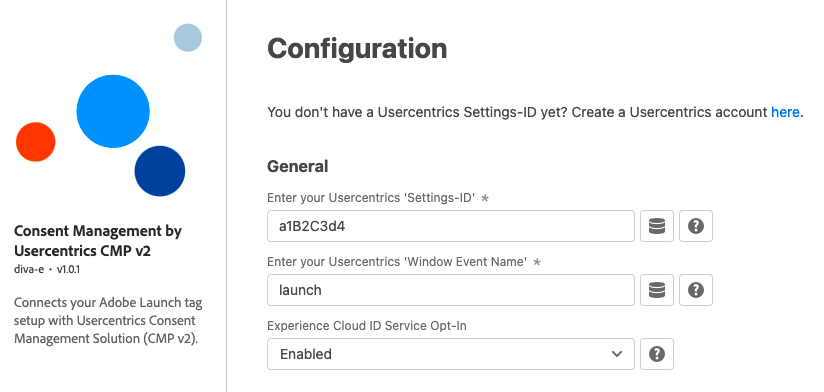 Consent Management by
Usercentrics CMP v2
diva-e • v1.0.1
Connects your Adobe Launch tag
setup with Usercentrics Consent
Management Solution (CMP v2).
Configuration
You don't have a Usercentrics Settings-ID yet? Create a Usercentrics account here.
General
Enter your Usercentrics 'Settings-ID' *
a1B2C3d4
Enter your Usercentrics 'Window Event Name' *
launch
Experience Cloud ID Service Opt-In
Enabled